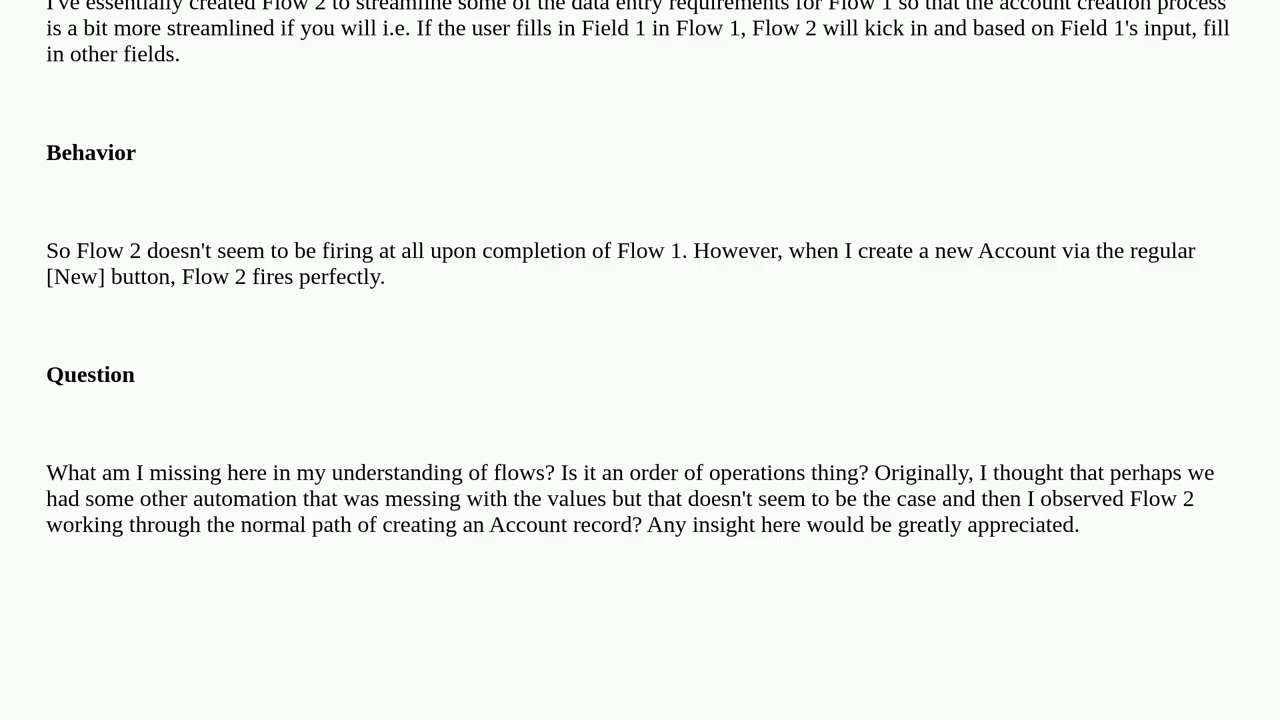 I've essentially created Flow 2 to streamline some of the data entry requirements for Flow 1 so that the account creation process
is a bit more streamlined if you will i.e. If the user fills in Field 1 in Flow 1, Flow 2 will kick in and based on Field 1's input, fill
in other fields.
Behavior
So Flow 2 doesn't seem to be firing at all upon completion of Flow 1. However, when I create a new Account via the regular
[New] button, Flow 2 fires perfectly.
Question
What am I missing here in my understanding of flows? Is it an order of operations thing? Originally, I thought that perhaps we
had some other automation that was messing with the values but that doesn't seem to be the case and then I observed Flow 2
working through the normal path of creating an Account record? Any insight here would be greatly appreciated.